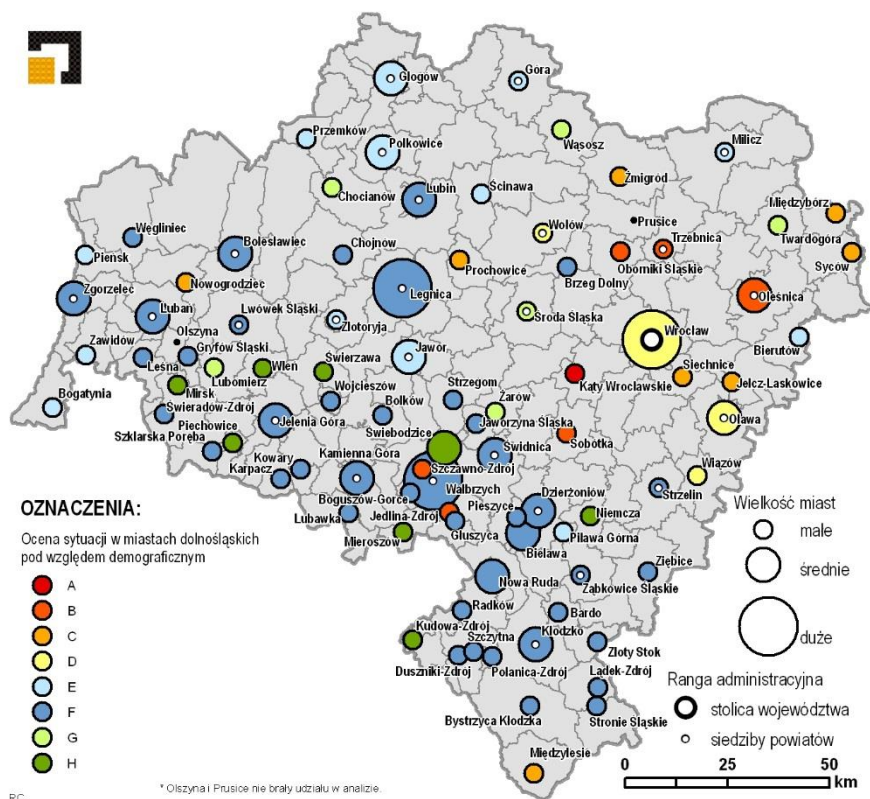 Głogów
Góra
Przemków
Polkowice
Wąsosz
Milicz
Chocianów
Lubin
Ścinawa
Żmigród
Międzybórz
Węgliniec
Wołów
Prusice
Twardogóra
Bolesławiec
Chojnów
Trzebnica
Pieńsk
Prochowice
Oborniki Śląskie
Syców
Nowogrodziec
Brzeg Dolny
Zgorzelec
Legnica
Oleśnica
Lubań
Lwówek Śląski
Środa Śląska
Olszyna
Złotoryja
Wrocław
Zawidów
Gryfów Śląski
Jawor
Bierutów
Leśna
Wleń
Świerzawa
Siechnice
Lubomierz
Kąty Wrocławskie
Jelcz-Laskowice
Mirsk
Wojcieszów
Strzegom
Bogatynia
Świeradów-Zdrój
Bolków
Żarów
Piechowice
Jelenia Góra
Jaworzyna Śląska
Oława
Szklarska Poręba
Świebodzice
Sobótka
Kamienna Góra
Świdnica
Kowary
Szczawno-Zdrój
Karpacz
Wałbrzych
Wiązów
Boguszów-Gorce
Dzierżoniów
Strzelin
Lubawka
Jedlina-Zdrój
Pieszyce
Niemcza
Mieroszów
Głuszyca
Piława Górna
Bielawa
Ziębice
Nowa Ruda
Ząbkowice Śląskie
Radków
Bardo
Kudowa-Zdrój
Szczytna
Kłodzko
Złoty Stok
Duszniki-Zdrój
Polanica-Zdrój
Lądek-Zdrój
Bystrzyca Kłodzka
Stronie Śląskie
Międzylesie
OZNACZENIA:
Ocena sytuacji w miastach dolnośląskich
pod względem demograficznym
A
B
C
D
E
F
G
H
Wielkość miast
małe
średnie
duże
Ranga administracyjna
stolica województwa
siedziby powiatów
0 25 50
km
* Olszyna i Prusice nie brały udziału w analizie.
RC